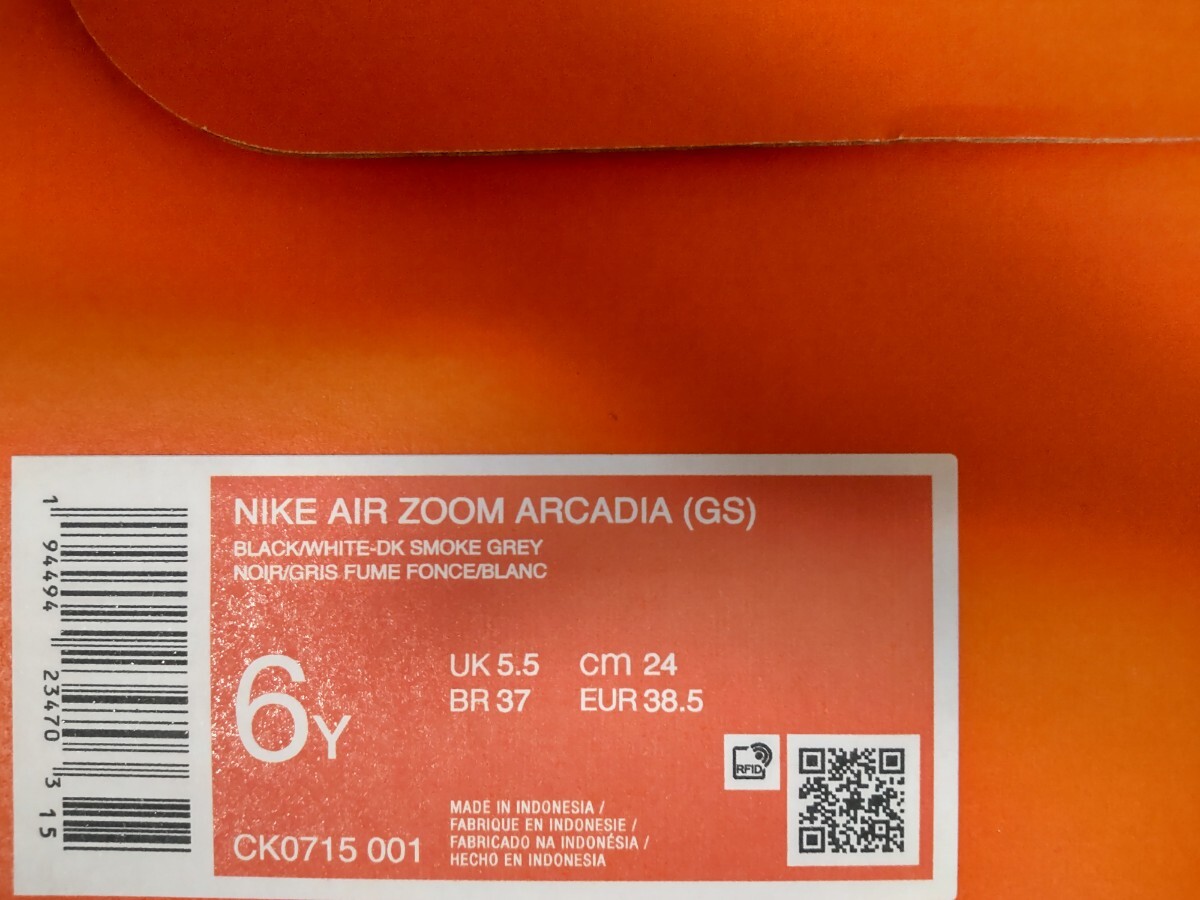 NIKE AIR ZOOM ARCADIA (GS)
BLACK/WHITE-DK SMOKE GREY
NOIR/GRIS FUME FONCE/BLANC
6Y
UK 5.5 cm 24
BR 37 EUR 38.5
RFID
CK0715 001
MADE IN INDONESIA /
FABRIQUE EN INDONESIE /
FABRICADO NA INDONÉSIA /
HECHO EN INDONESIA
1 94494 23470 3 15